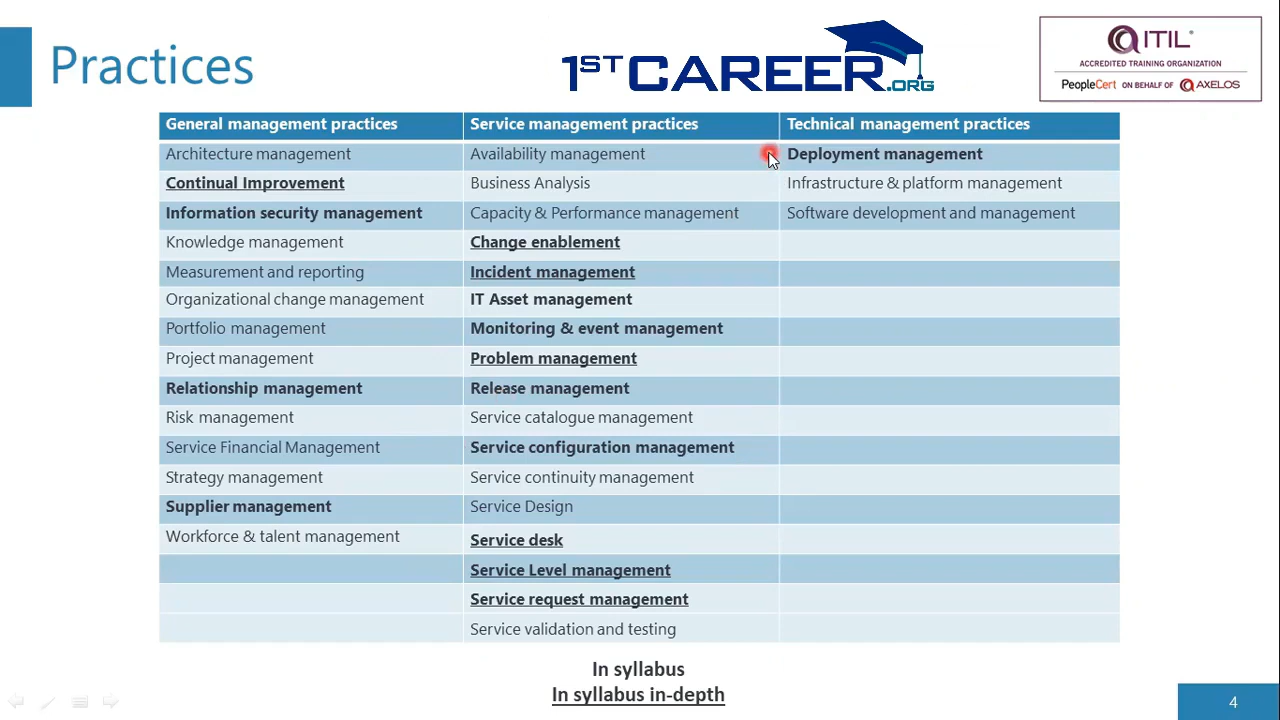 Practices
1ST CAREER.ORG
ITIL®
ACCREDITED TRAINING ORGANIZATION
PeopleCert ON BEHALF OF AXELOS
General management practices Service management practices Technical management practices
Architecture management Availability management Deployment management
Continual Improvement Business Analysis Infrastructure & platform management
Information security management Capacity & Performance management Software development and management
Knowledge management Change enablement
Measurement and reporting Incident management
Organizational change management IT Asset management
Portfolio management Monitoring & event management
Project management Problem management
Relationship management Release management
Risk management Service catalogue management
Service Financial Management Service configuration management
Strategy management Service continuity management
Supplier management Service Design
Workforce & talent management Service desk
Service Level management
Service request management
Service validation and testing
In syllabus
In syllabus in-depth
4